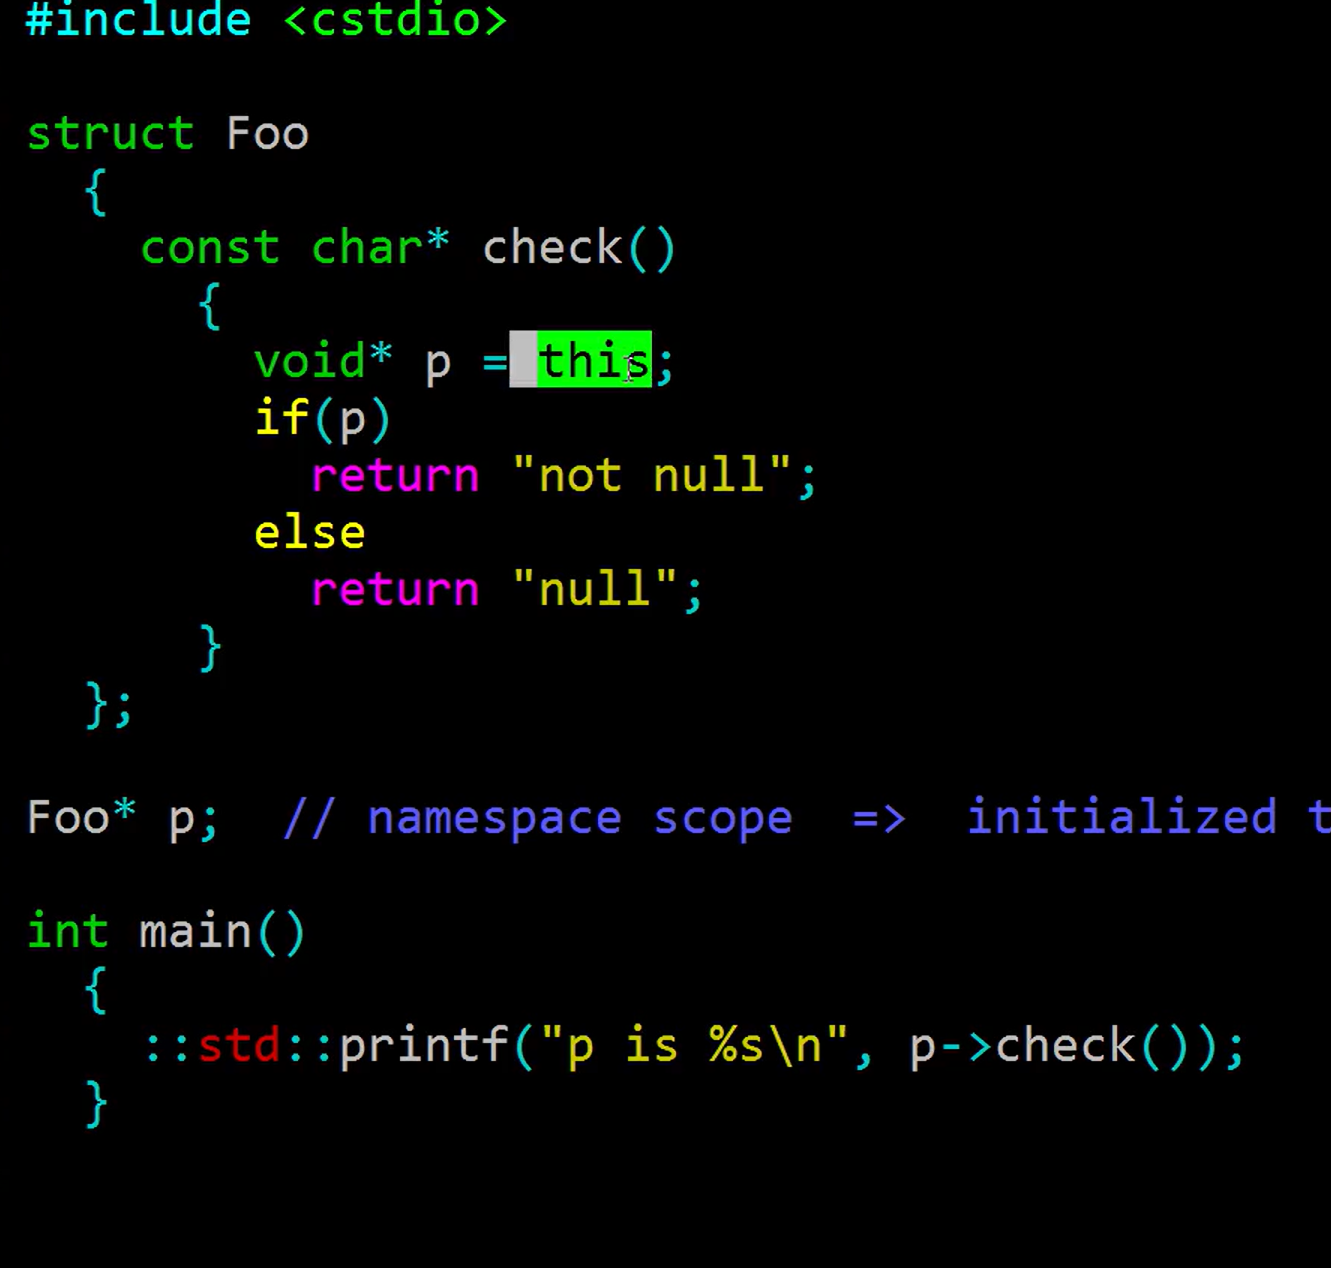 #include <cstdio>
struct Foo
{
const char* check()
{
void* p = this;
if(p)
return "not null";
else
return "null";
}
};
Foo* p; // namespace scope => initialized t
int main()
{
::std::printf("p is %s\n", p->check());
}